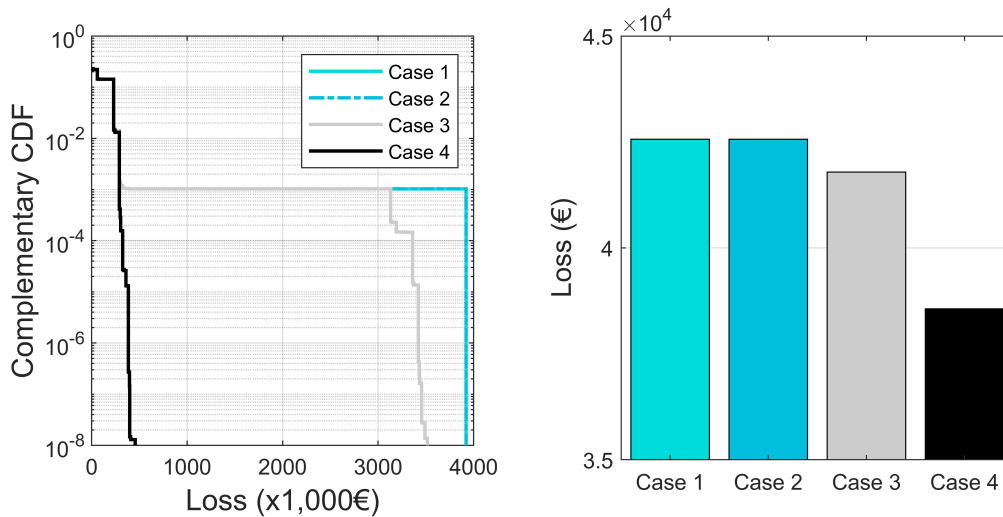 Complementary CDF
10^0
10^-2
10^-4
10^-6
10^-8
Case 1
Case 2
Case 3
Case 4
0 1000 2000 3000 4000
Loss (x1,000€)
×10^4
Loss (€)
4.5
4
3.5
Case 1 Case 2 Case 3 Case 4